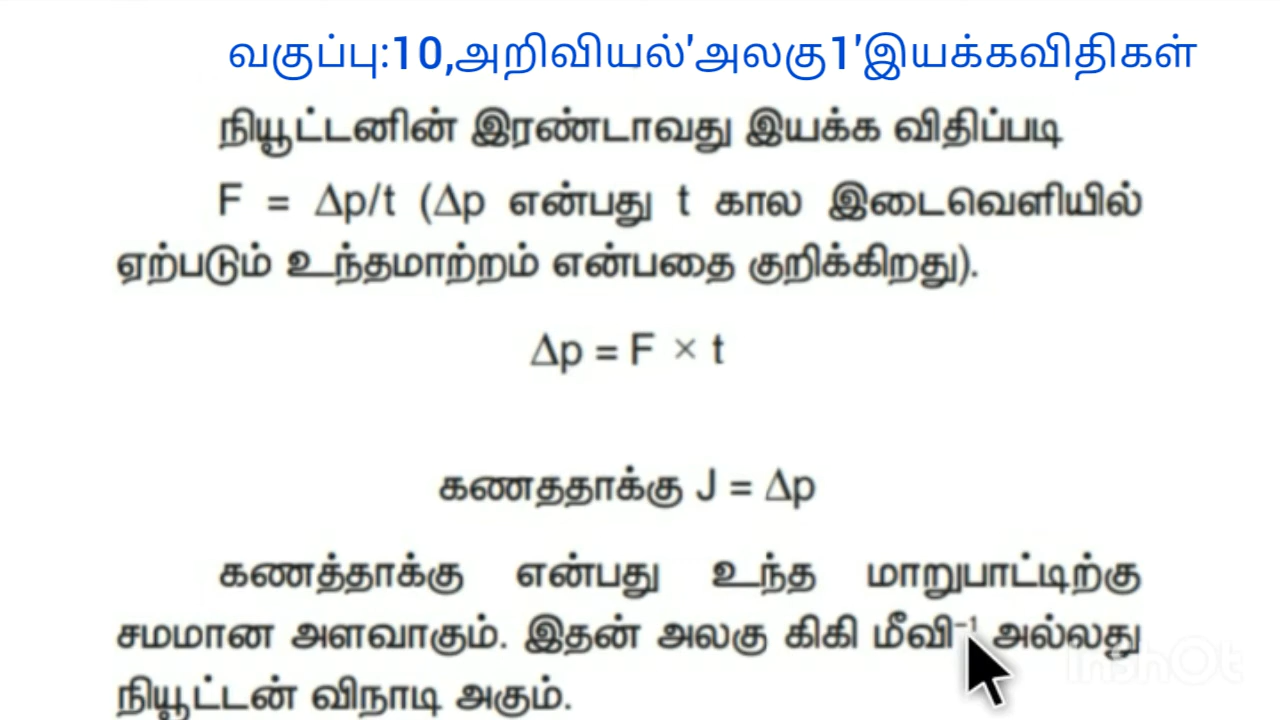 வகுப்பு:10,அறிவியல்'அலகு1'இயக்கவிதிகள்
நியூட்டனின் இரண்டாவது இயக்க விதிப்படி
F = Δp/t (Δp என்பது t கால இடைவெளியில்
ஏற்படும் உந்தமாற்றம் என்பதை குறிக்கிறது).
Δp = F × t
கணததாக்கு J = Δp
கணத்தாக்கு என்பது உந்த மாறுபாட்டிற்கு
சமமான அளவாகும். இதன் அலகு கிகி மீவி⁻¹ அல்லது
நியூட்டன் விநாடி அகும்.
InShOt